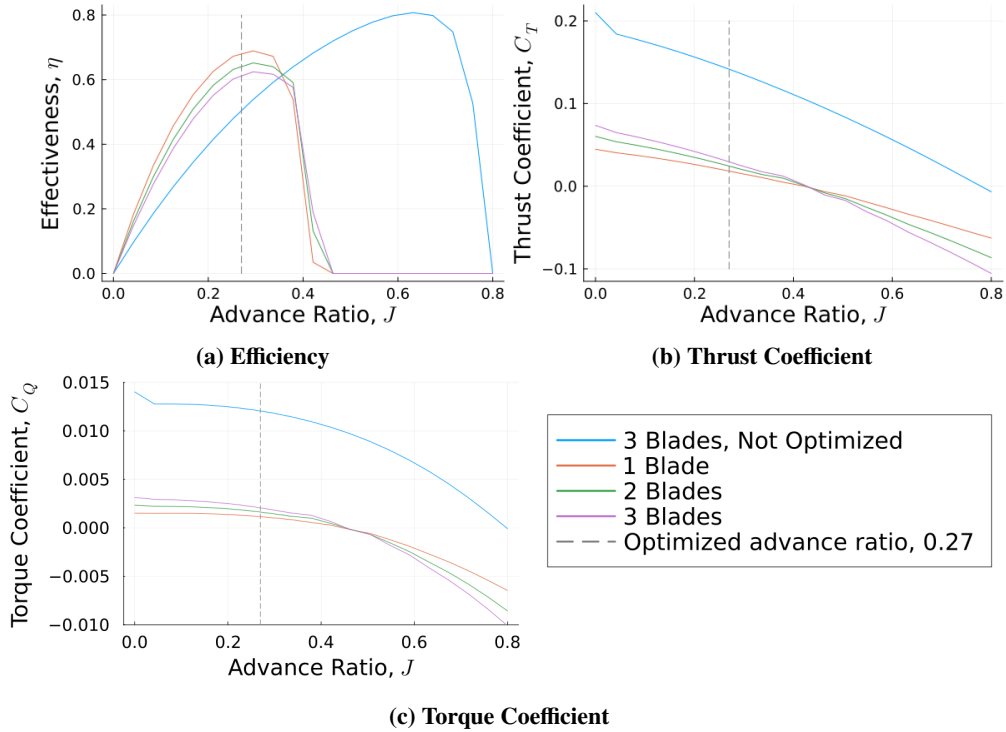 Effectiveness, η
0.8
0.6
0.4
0.2
0.0
0.0 0.2 0.4 0.6 0.8
Advance Ratio, J
(a) Efficiency
Thrust Coefficient, C_T
0.2
0.1
0.0
−0.1
0.0 0.2 0.4 0.6 0.8
Advance Ratio, J
(b) Thrust Coefficient
Torque Coefficient, C_Q
0.015
0.010
0.005
0.000
−0.005
−0.010
0.0 0.2 0.4 0.6 0.8
Advance Ratio, J
3 Blades, Not Optimized
1 Blade
2 Blades
3 Blades
Optimized advance ratio, 0.27
(c) Torque Coefficient